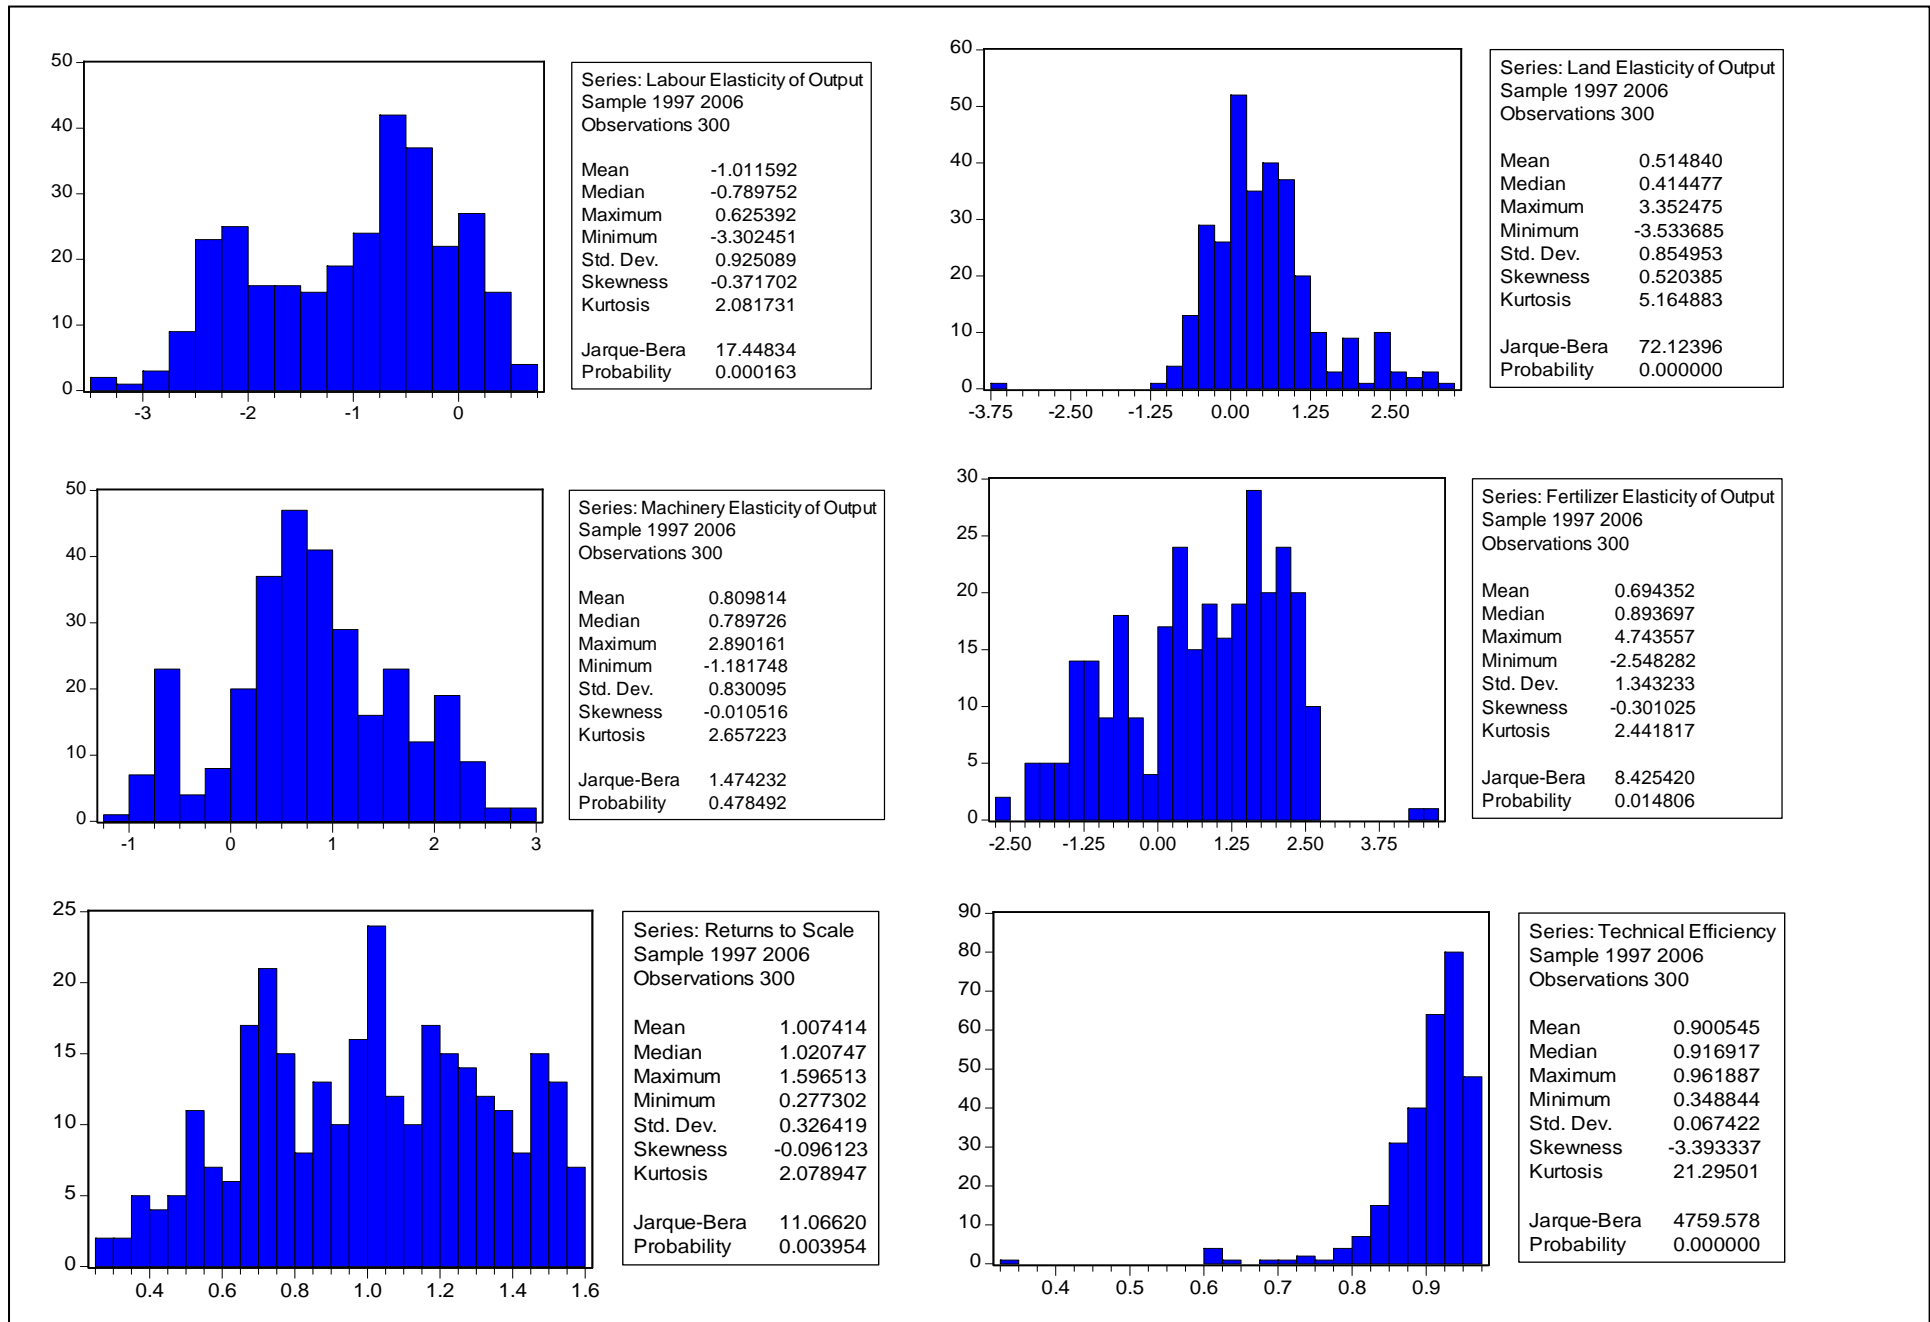 50
40
30
20
10
0
-3 -2 -1 0
Series: Labour Elasticity of Output
Sample 1997 2006
Observations 300
Mean -1.011592
Median -0.789752
Maximum 0.625392
Minimum -3.302451
Std. Dev. 0.925089
Skewness -0.371702
Kurtosis 2.081731
Jarque-Bera 17.44834
Probability 0.000163
60
50
40
30
20
10
0
-3.75 -2.50 -1.25 0.00 1.25 2.50
Series: Land Elasticity of Output
Sample 1997 2006
Observations 300
Mean 0.514840
Median 0.414477
Maximum 3.352475
Minimum -3.533685
Std. Dev. 0.854953
Skewness 0.520385
Kurtosis 5.164883
Jarque-Bera 72.12396
Probability 0.000000
50
40
30
20
10
0
-1 0 1 2 3
Series: Machinery Elasticity of Output
Sample 1997 2006
Observations 300
Mean 0.809814
Median 0.789726
Maximum 2.890161
Minimum -1.181748
Std. Dev. 0.830095
Skewness -0.010516
Kurtosis 2.657223
Jarque-Bera 1.474232
Probability 0.478492
30
25
20
15
10
5
0
-2.50 -1.25 0.00 1.25 2.50 3.75
Series: Fertilizer Elasticity of Output
Sample 1997 2006
Observations 300
Mean 0.694352
Median 0.893697
Maximum 4.743557
Minimum -2.548282
Std. Dev. 1.343233
Skewness -0.301025
Kurtosis 2.441817
Jarque-Bera 8.425420
Probability 0.014806
25
20
15
10
5
0
0.4 0.6 0.8 1.0 1.2 1.4 1.6
Series: Returns to Scale
Sample 1997 2006
Observations 300
Mean 1.007414
Median 1.020747
Maximum 1.596513
Minimum 0.277302
Std. Dev. 0.326419
Skewness -0.096123
Kurtosis 2.078947
Jarque-Bera 11.06620
Probability 0.003954
90
80
70
60
50
40
30
20
10
0
0.4 0.5 0.6 0.7 0.8 0.9
Series: Technical Efficiency
Sample 1997 2006
Observations 300
Mean 0.900545
Median 0.916917
Maximum 0.961887
Minimum 0.348844
Std. Dev. 0.067422
Skewness -3.393337
Kurtosis 21.29501
Jarque-Bera 4759.578
Probability 0.000000